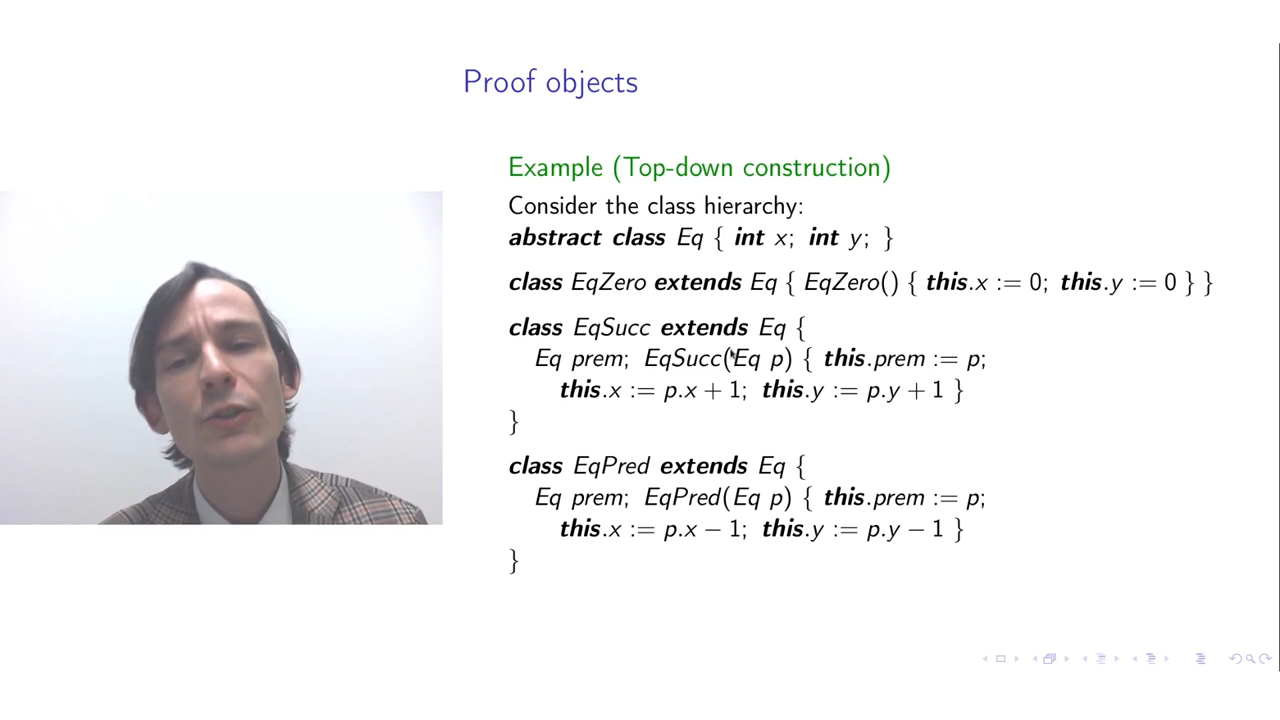 Proof objects
Example (Top-down construction)
Consider the class hierarchy:
abstract class Eq { int x; int y; }
class EqZero extends Eq { EqZero() { this.x := 0; this.y := 0 } }
class EqSucc extends Eq {
Eq prem; EqSucc(Eq p) { this.prem := p;
this.x := p.x + 1; this.y := p.y + 1 }
}
class EqPred extends Eq {
Eq prem; EqPred(Eq p) { this.prem := p;
this.x := p.x − 1; this.y := p.y − 1 }
}